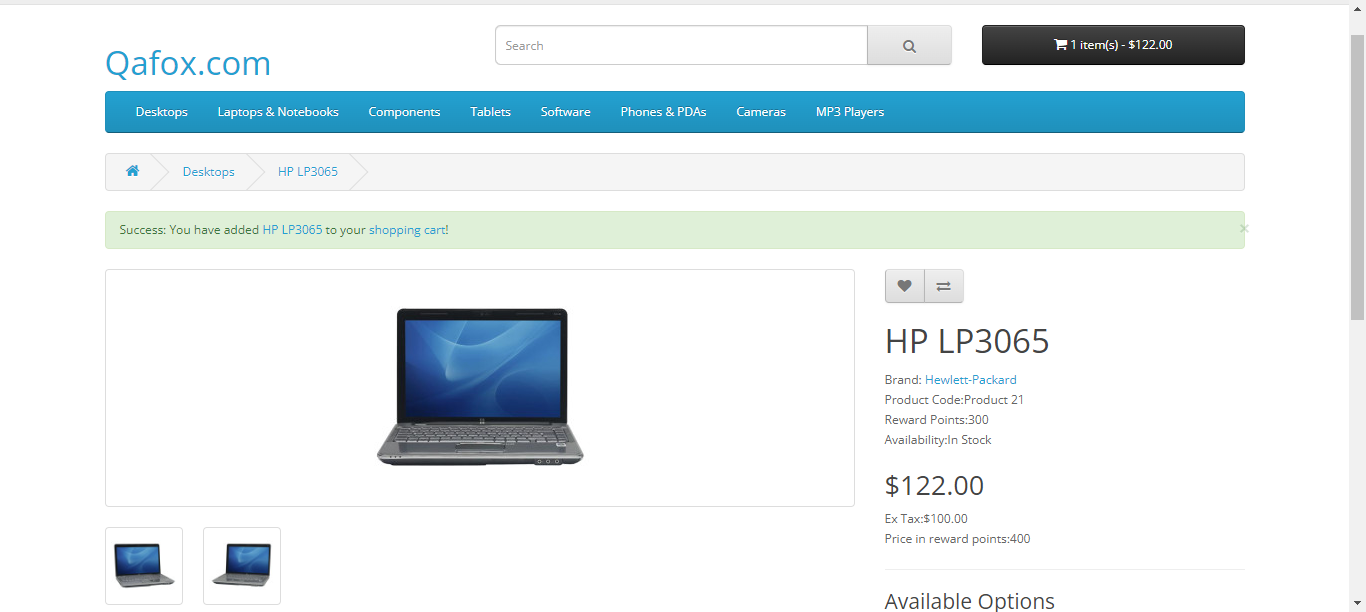 Qafox.com
Search
1 item(s) - $122.00
Desktops Laptops & Notebooks Components Tablets Software Phones & PDAs Cameras MP3 Players
Desktops HP LP3065
Success: You have added HP LP3065 to your shopping cart!
×
HP LP3065
Brand: Hewlett-Packard
Product Code:Product 21
Reward Points:300
Availability:In Stock
$122.00
Ex Tax:$100.00
Price in reward points:400
Available Options